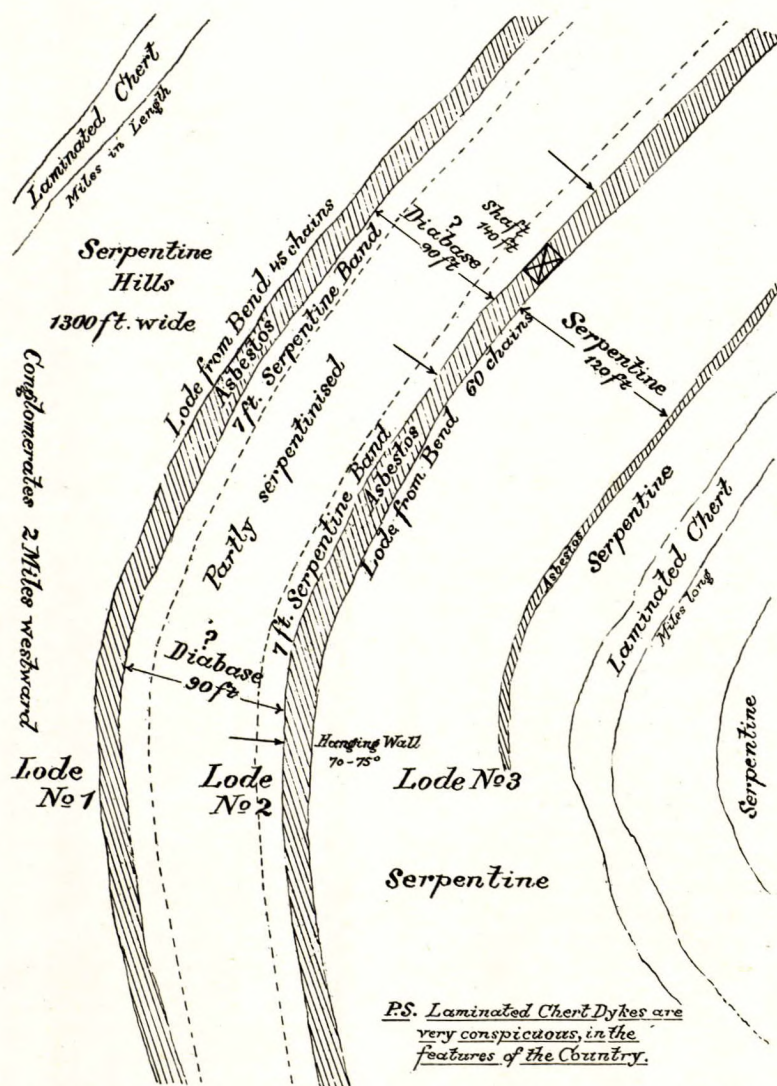 Laminated Chert
Miles in Length
Serpentine
Hills
1300 ft. wide
Conglomerates 2 Miles westward
Lode from Bend 45 chains
Asbestos
7 ft. Serpentine Band
?
Diabase
90 ft
Shaft
140 ft
Partly serpentinised
7 ft. Serpentine Band
Asbestos
Lode from Bend 60 chains
Serpentine
120 ft
Asbestos
Serpentine
Laminated Chert
Miles long
Serpentine
?
Diabase
90 ft
Hanging Wall
70-75°
Lode
No 1
Lode
No 2
Lode No 3
Serpentine
P.S. Laminated Chert Dykes are
very conspicuous, in the
features of the Country.